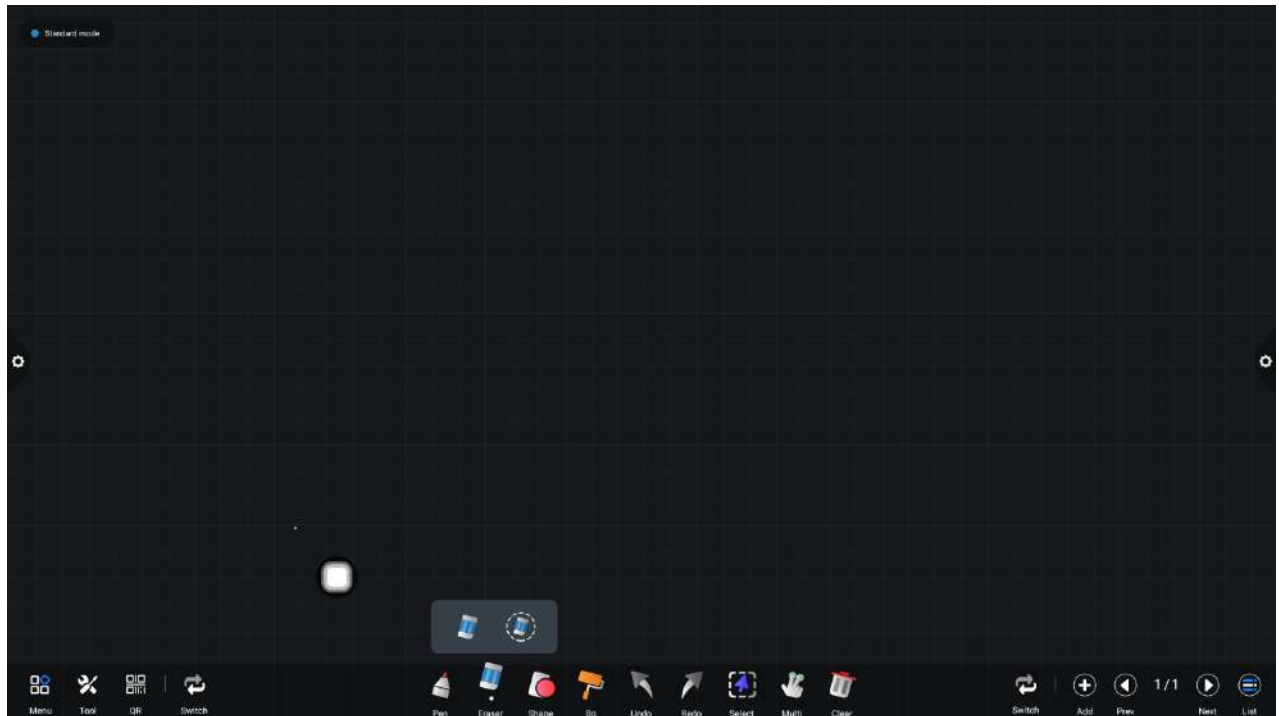 Standard mode
1/1
Menu Tool QR Switch Pen Eraser Shape Bg Undo Redo Select Multi Clear Switch Add Prev Next List